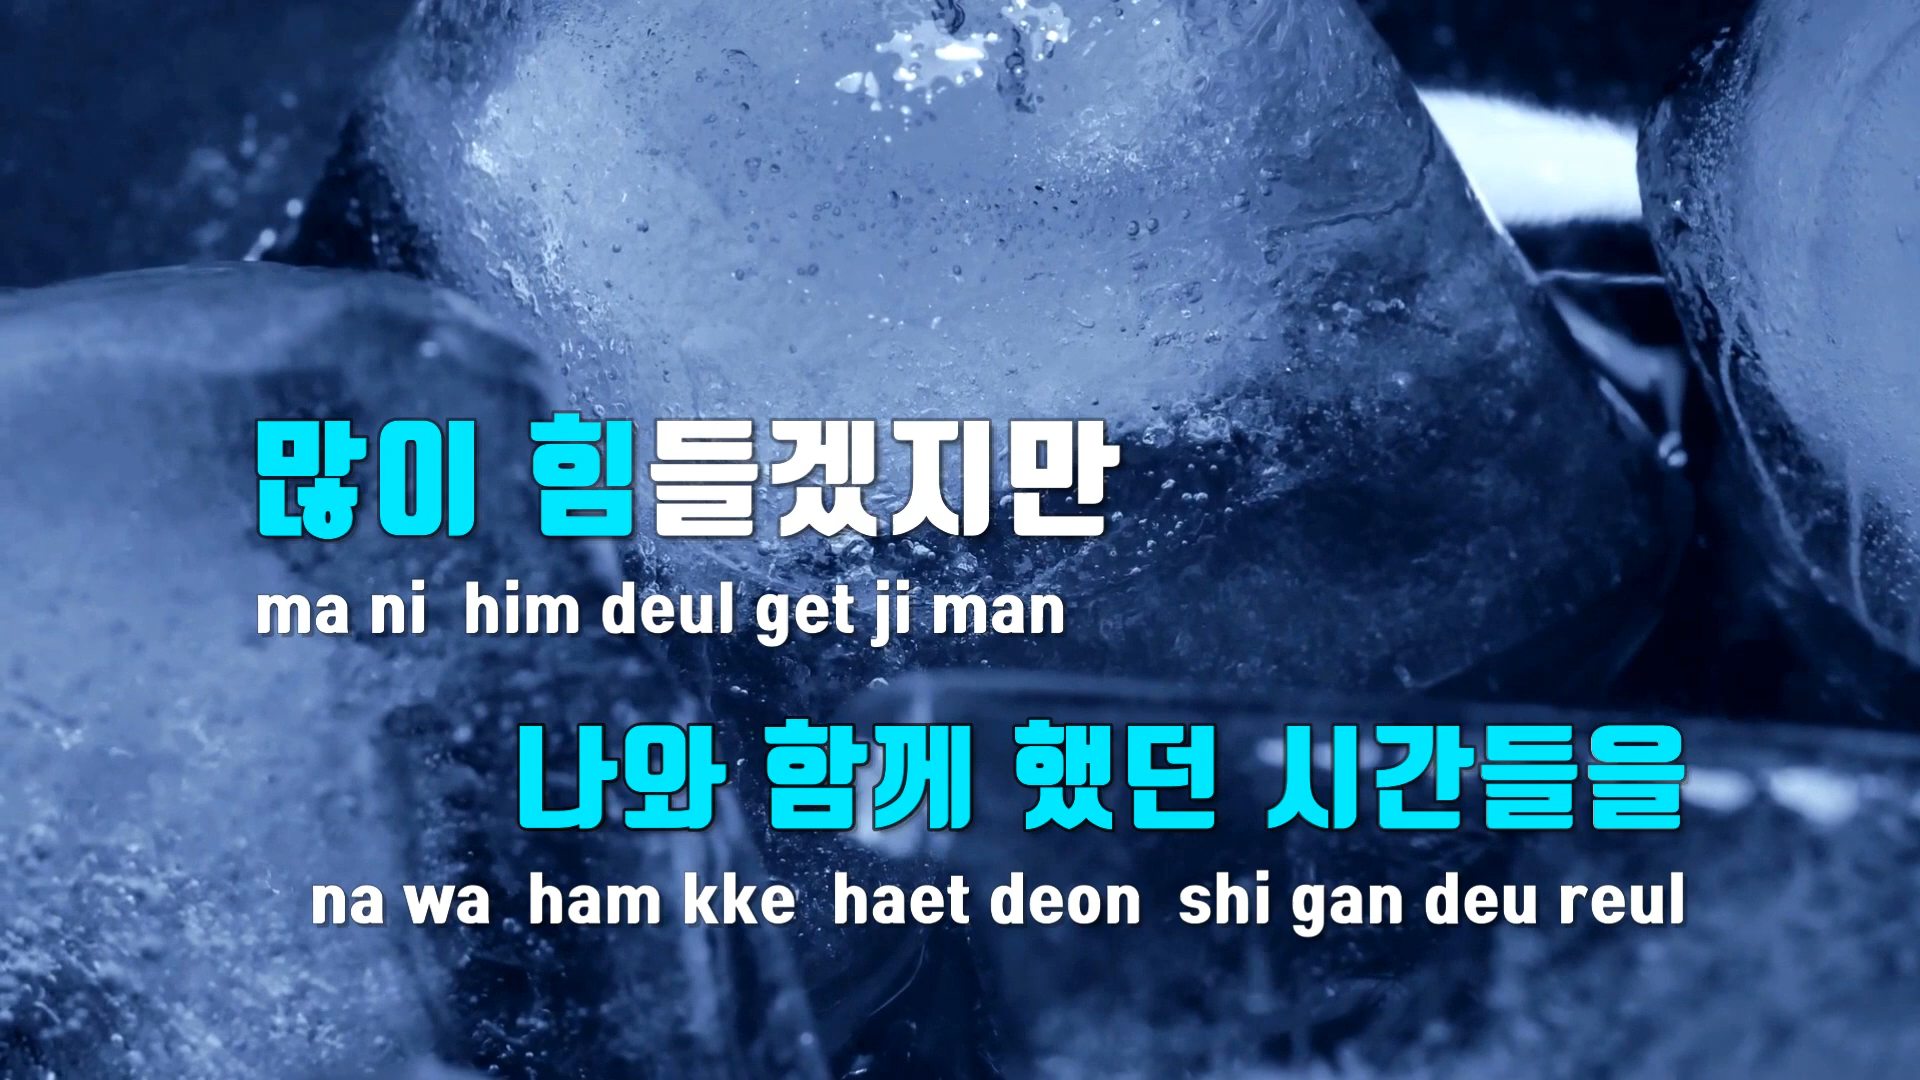 많이 힘들겠지만
ma ni him deul get ji man
나와 함께 했던 시간들을
na wa ham kke haet deon shi gan deu reul